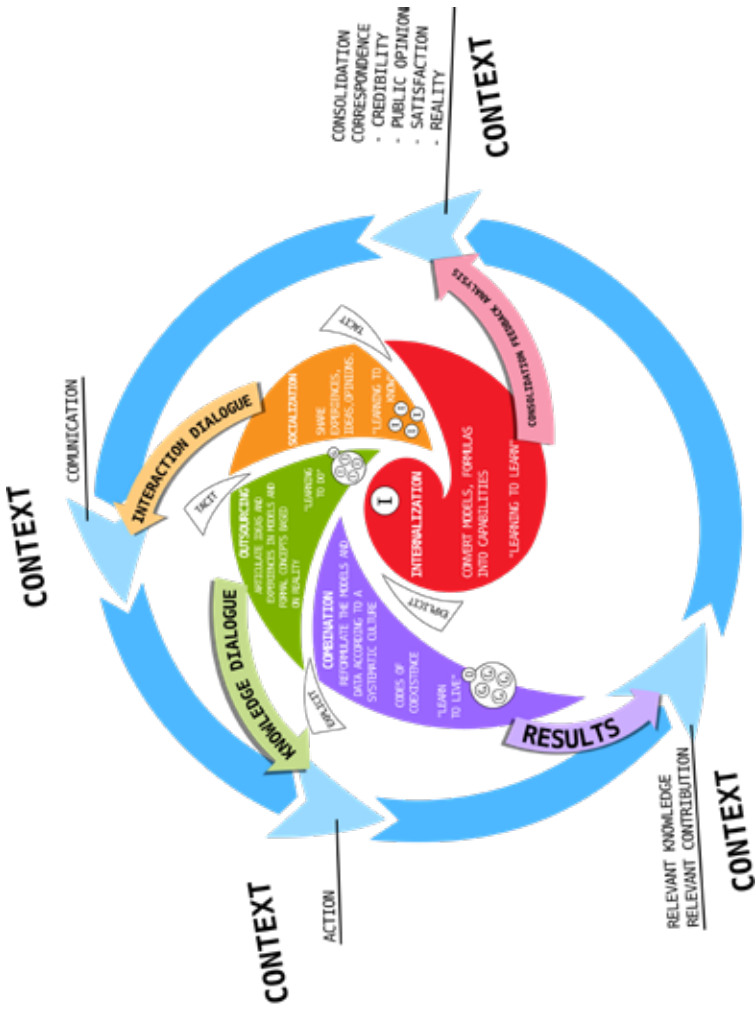 CONTEXT
COMUNICATION
CONSOLIDATION
CORRESPONDENCE
- CREDIBILITY
- PUBLIC OPINION
- SATISFACTION
- REALITY
CONTEXT
INTERACTION DIALOGUE
TACIT
SOCIALIZATION
SHARE
EXPERIENCES,
IDEAS,OPINIONS.
"LEARNING TO
KNOW"
TACIT
KNOWLEDGE DIALOGUE
OUTSOURCING
ARTICULATE IDEAS AND
EXPERIENCES IN MODELS AND
FORMAL CONCEPTS BASED
ON REALITY
"LEARNING
TO DO"
EXPLICIT
COMBINATION
REFORMULATE THE MODELS AND
DATA ACCORDING TO A
SYSTEMATIC CULTURE
CODES OF
COEXISTENCE
"LEARN
TO LIVE"
EXPLICIT
I
INTERNALIZATION
CONVERT MODELS, FORMULAS
INTO CAPABILITIES
"LEARNING TO LEARN"
CONSOLIDATION FEEDBACK ANALYSIS
RESULTS
CONTEXT
ACTION
RELEVANT KNOWLEDGE
RELEVANT CONTRIBUTION
CONTEXT